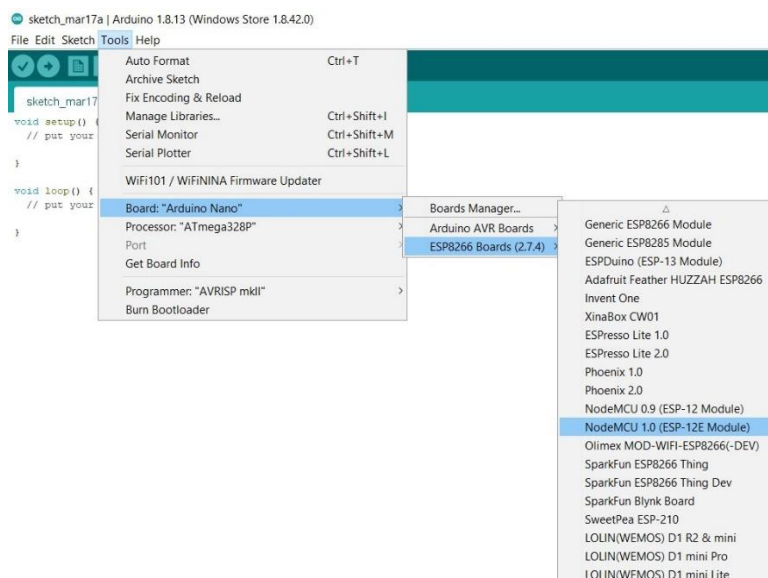 sketch_mar17a | Arduino 1.8.13 (Windows Store 1.8.42.0)
File Edit Sketch Tools Help
sketch_mar17
void setup() {
// put your
}
void loop() {
// put your
}
Auto Format Ctrl+T
Archive Sketch
Fix Encoding & Reload
Manage Libraries... Ctrl+Shift+I
Serial Monitor Ctrl+Shift+M
Serial Plotter Ctrl+Shift+L
WiFi101 / WiFiNINA Firmware Updater
Board: "Arduino Nano"
Processor: "ATmega328P"
Port
Get Board Info
Programmer: "AVRISP mkII"
Burn Bootloader
Boards Manager...
Arduino AVR Boards
ESP8266 Boards (2.7.4)
Generic ESP8266 Module
Generic ESP8285 Module
ESPDuino (ESP-13 Module)
Adafruit Feather HUZZAH ESP8266
Invent One
XinaBox CW01
ESPresso Lite 1.0
ESPresso Lite 2.0
Phoenix 1.0
Phoenix 2.0
NodeMCU 0.9 (ESP-12 Module)
NodeMCU 1.0 (ESP-12E Module)
Olimex MOD-WIFI-ESP8266(-DEV)
SparkFun ESP8266 Thing
SparkFun ESP8266 Thing Dev
SparkFun Blynk Board
SweetPea ESP-210
LOLIN(WEMOS) D1 R2 & mini
LOLIN(WEMOS) D1 mini Pro
LOLIN(WEMOS) D1 mini Lite